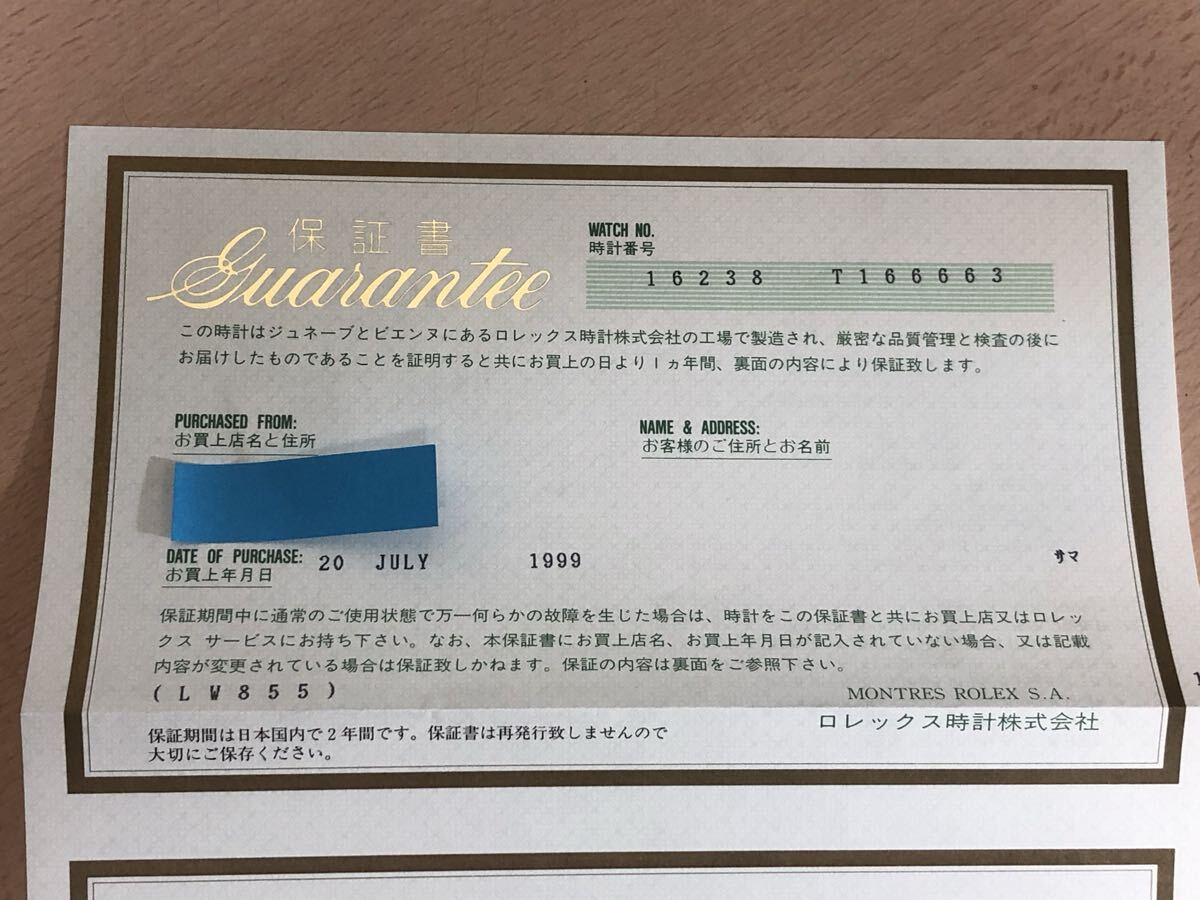 保証書
Guarantee
WATCH NO.
時計番号
16238 T166663
この時計はジュネーブとビエンヌにあるロレックス時計株式会社の工場で製造され、厳密な品質管理と検査の後に
お届けしたものであることを証明すると共にお買上の日より1ヵ年間、裏面の内容により保証致します。
PURCHASED FROM:
お買上店名と住所
NAME & ADDRESS:
お客様のご住所とお名前
DATE OF PURCHASE: 20 JULY 1999
お買上年月日
サマ
保証期間中に通常のご使用状態で万一何らかの故障を生じた場合は、時計をこの保証書と共にお買上店又はロレッ
クス サービスにお持ち下さい。なお、本保証書にお買上店名、お買上年月日が記入されていない場合、又は記載
内容が変更されている場合は保証致しかねます。保証の内容は裏面をご参照下さい。
(LW855)
MONTRES ROLEX S.A.
ロレックス時計株式会社
保証期間は日本国内で2年間です。保証書は再発行致しませんので
大切にご保存ください。